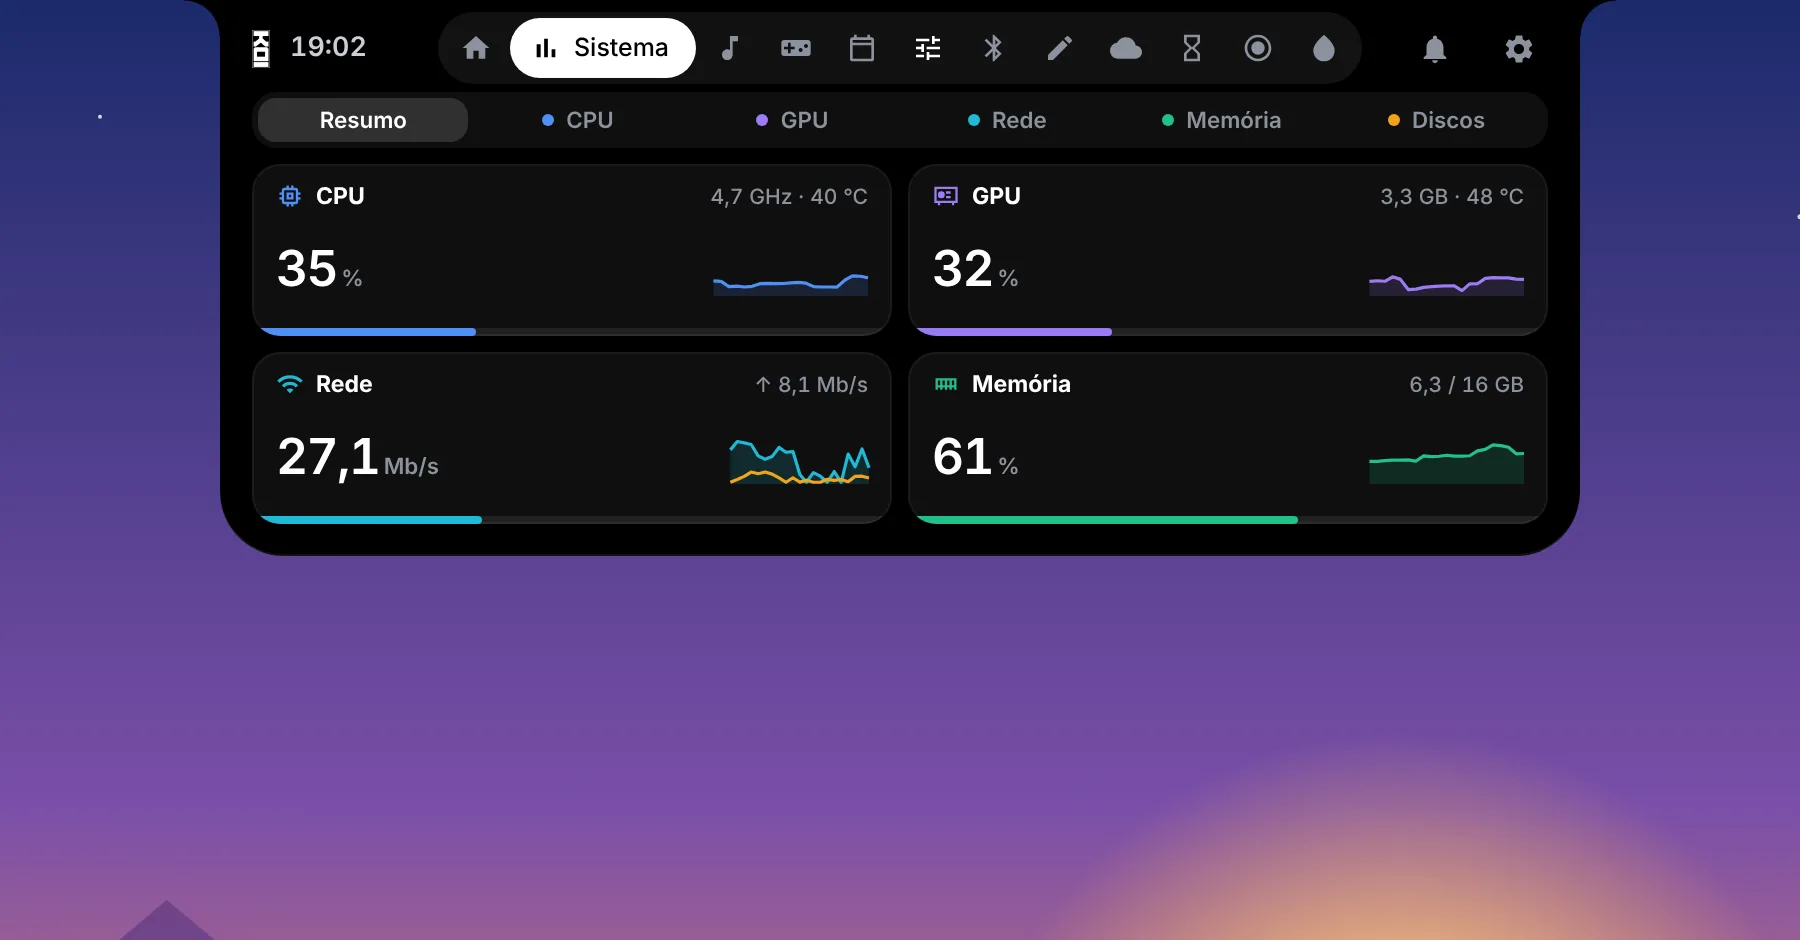 19:02
Sistema
Resumo
CPU
GPU
Rede
Memória
Discos
CPU
4,7 GHz · 40 °C
35 %
GPU
3,3 GB · 48 °C
32 %
Rede
↑ 8,1 Mb/s
27,1 Mb/s
Memória
6,3 / 16 GB
61 %